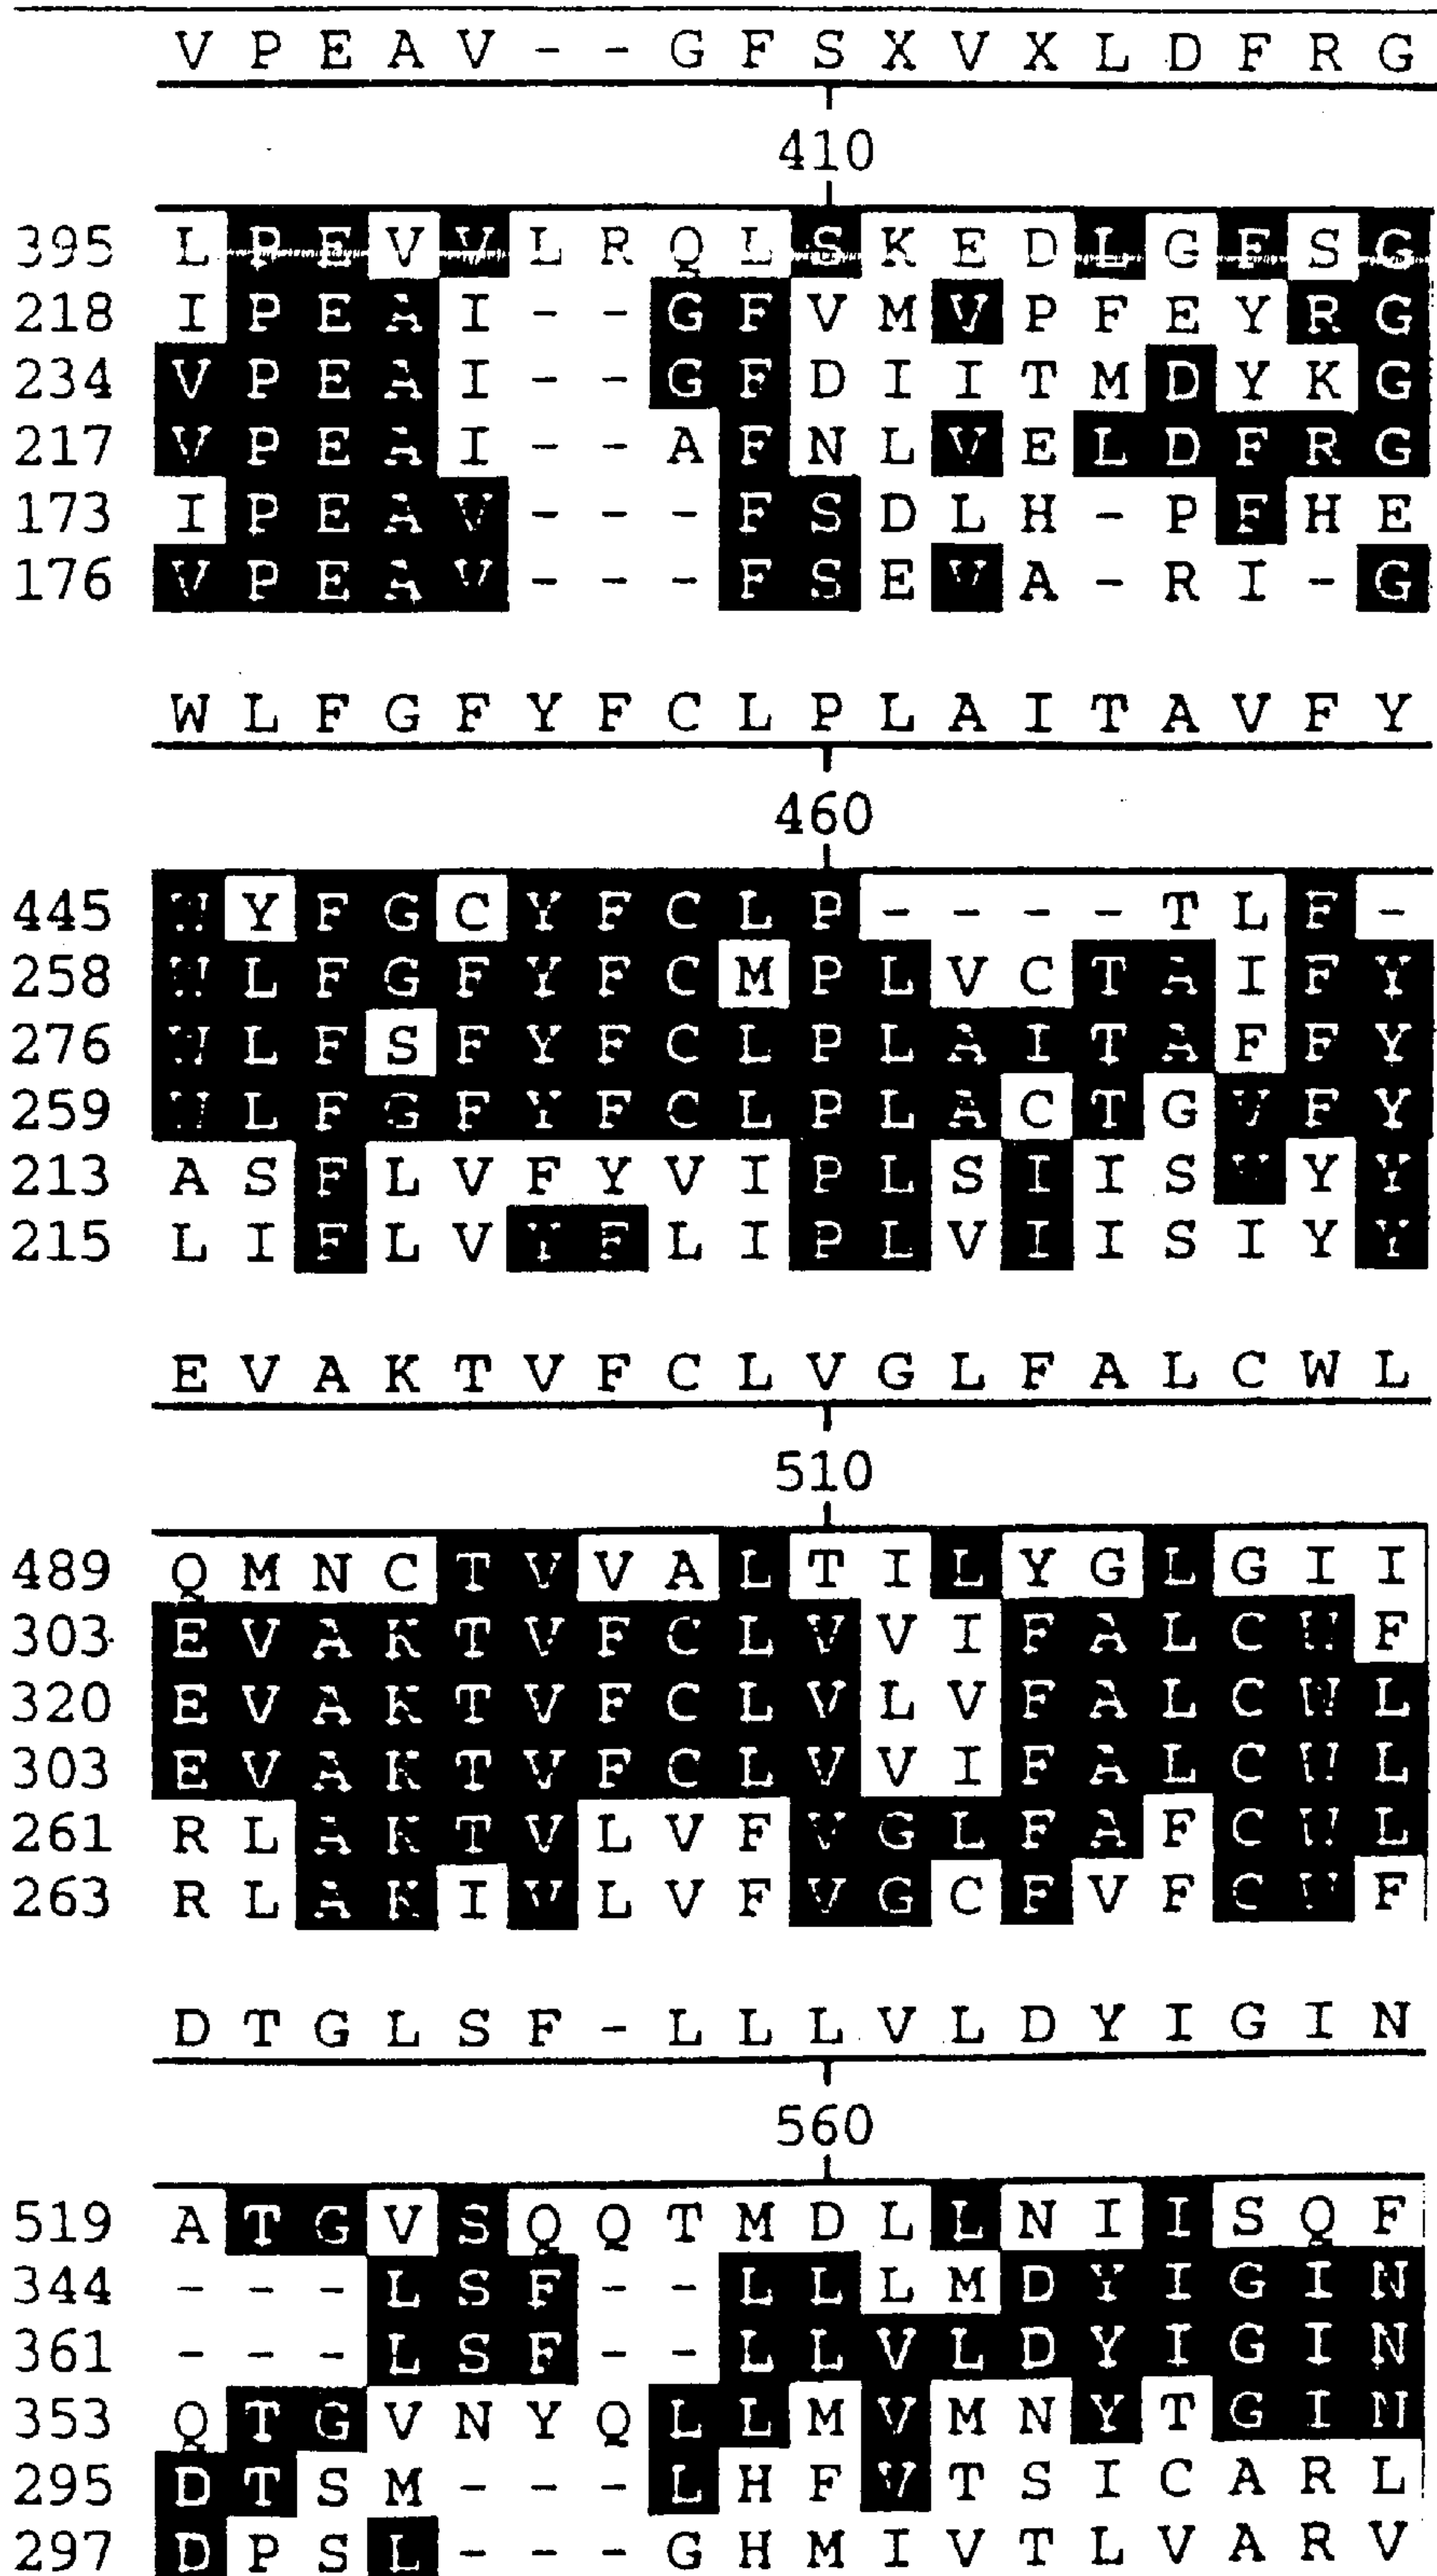 V P E A V - - G F S X V X L D F R G
410
395 L P E V V L R Q L S K E D L G F S G
218 I P E A I - - G F V M V P F E Y R G
234 V P E A I - - G F D I I T M D Y K G
217 V P E A I - - A F N L V E L D F R G
173 I P E A V - - - F S D L H - P F H E
176 V P E A V - - - F S E V A - R I - G
W L F G F Y F C L P L A I T A V F Y
460
445 W Y F G C Y F C L P - - - - T L F -
258 W L F G F Y F C M P L V C T A I F Y
276 W L F S F Y F C L P L A I T A F F Y
259 W L F G F Y F C L P L A C T G V F Y
213 A S F L V F Y V I P L S I I S V Y Y
215 L I F L V Y F L I P L V I I S I Y Y
E V A K T V F C L V G L F A L C W L
510
489 Q M N C T V V A L T I L Y G L G I I
303 E V A K T V F C L V V I F A L C W F
320 E V A K T V F C L V L V F A L C W L
303 E V A K T V F C L V V I F A L C W L
261 R L A K T V L V F V G L F A F C W L
263 R L A K I V L V F V G C F V F C W F
D T G L S F - L L L V L D Y I G I N
560
519 A T G V S Q Q T M D L L N I I S Q F
344 - - - L S F - - L L L M D Y I G I N
361 - - - L S F - - L L V L D Y I G I N
353 Q T G V N Y Q L L M V M N Y T G I N
295 D T S M - - - L H F V T S I C A R L
297 D P S L - - - G H M I V T L V A R V